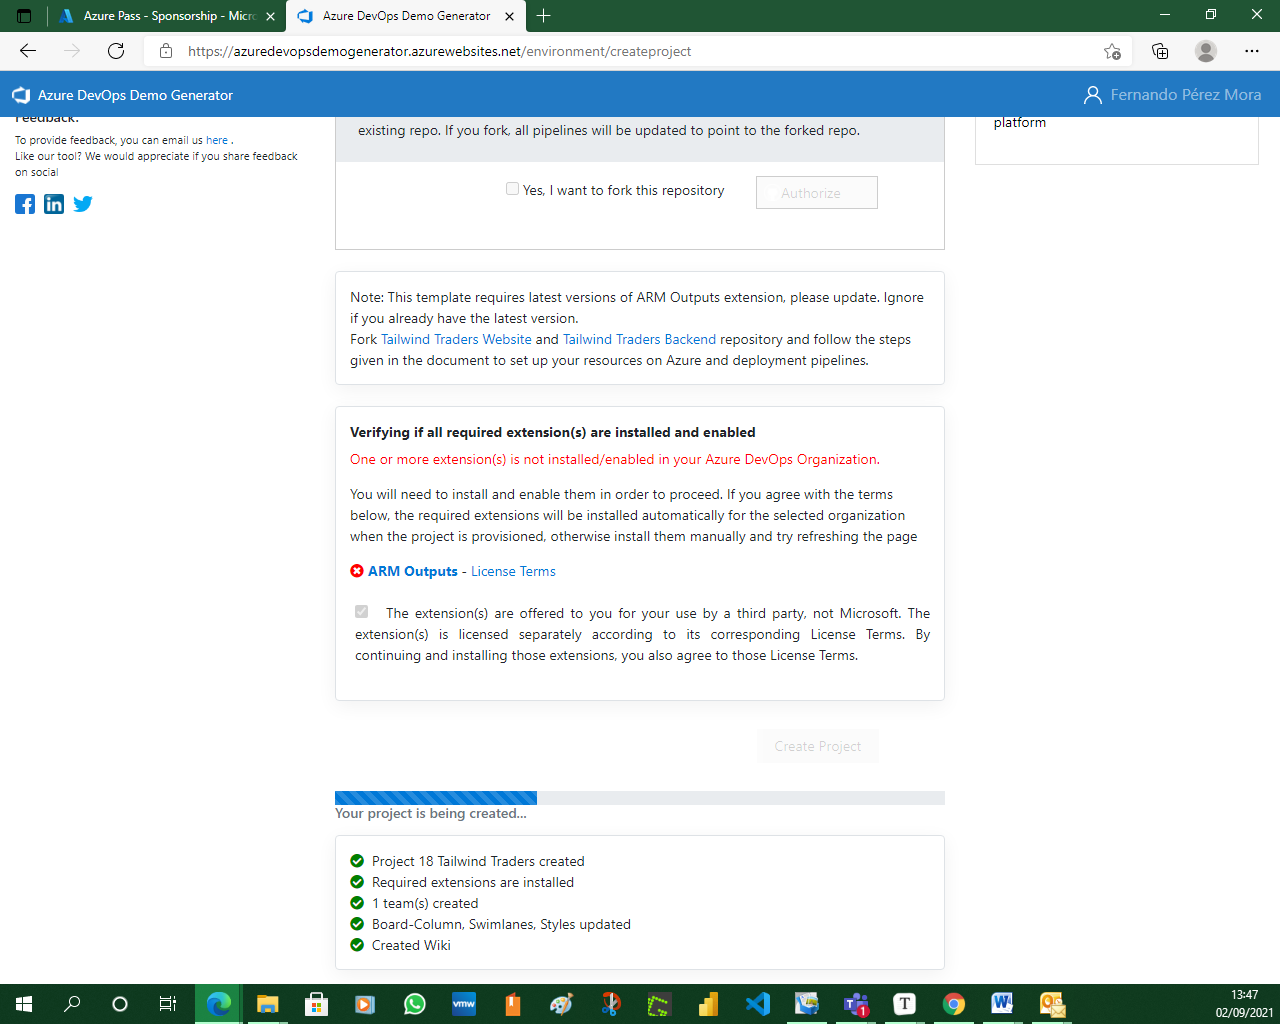 Azure Pass - Sponsorship - Micro
Azure DevOps Demo Generator
https://azuredevopsdemogenerator.azurewebsites.net/environment/createproject
Azure DevOps Demo Generator
Fernando Pérez Mora
Feedback:
To provide feedback, you can email us here .
Like our tool? We would appreciate if you share feedback
on social
existing repo. If you fork, all pipelines will be updated to point to the forked repo.
Yes, I want to fork this repository
Authorize
platform
Note: This template requires latest versions of ARM Outputs extension, please update. Ignore
if you already have the latest version.
Fork Tailwind Traders Website and Tailwind Traders Backend repository and follow the steps
given in the document to set up your resources on Azure and deployment pipelines.
Verifying if all required extension(s) are installed and enabled
One or more extension(s) is not installed/enabled in your Azure DevOps Organization.
You will need to install and enable them in order to proceed. If you agree with the terms
below, the required extensions will be installed automatically for the selected organization
when the project is provisioned, otherwise install them manually and try refreshing the page
ARM Outputs - License Terms
The extension(s) are offered to you for your use by a third party, not Microsoft. The
extension(s) is licensed separately according to its corresponding License Terms. By
continuing and installing those extensions, you also agree to those License Terms.
Create Project
Your project is being created...
Project 18 Tailwind Traders created
Required extensions are installed
1 team(s) created
Board-Column, Swimlanes, Styles updated
Created Wiki
vmw
1
T
13:47
02/09/2021